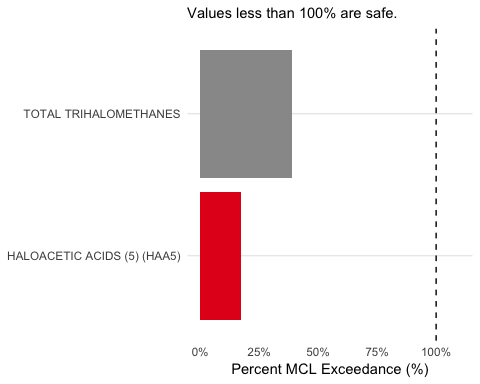 Values less than 100% are safe.
TOTAL TRIHALOMETHANES
HALOACETIC ACIDS (5) (HAA5)
0% 25% 50% 75% 100%
Percent MCL Exceedance (%)